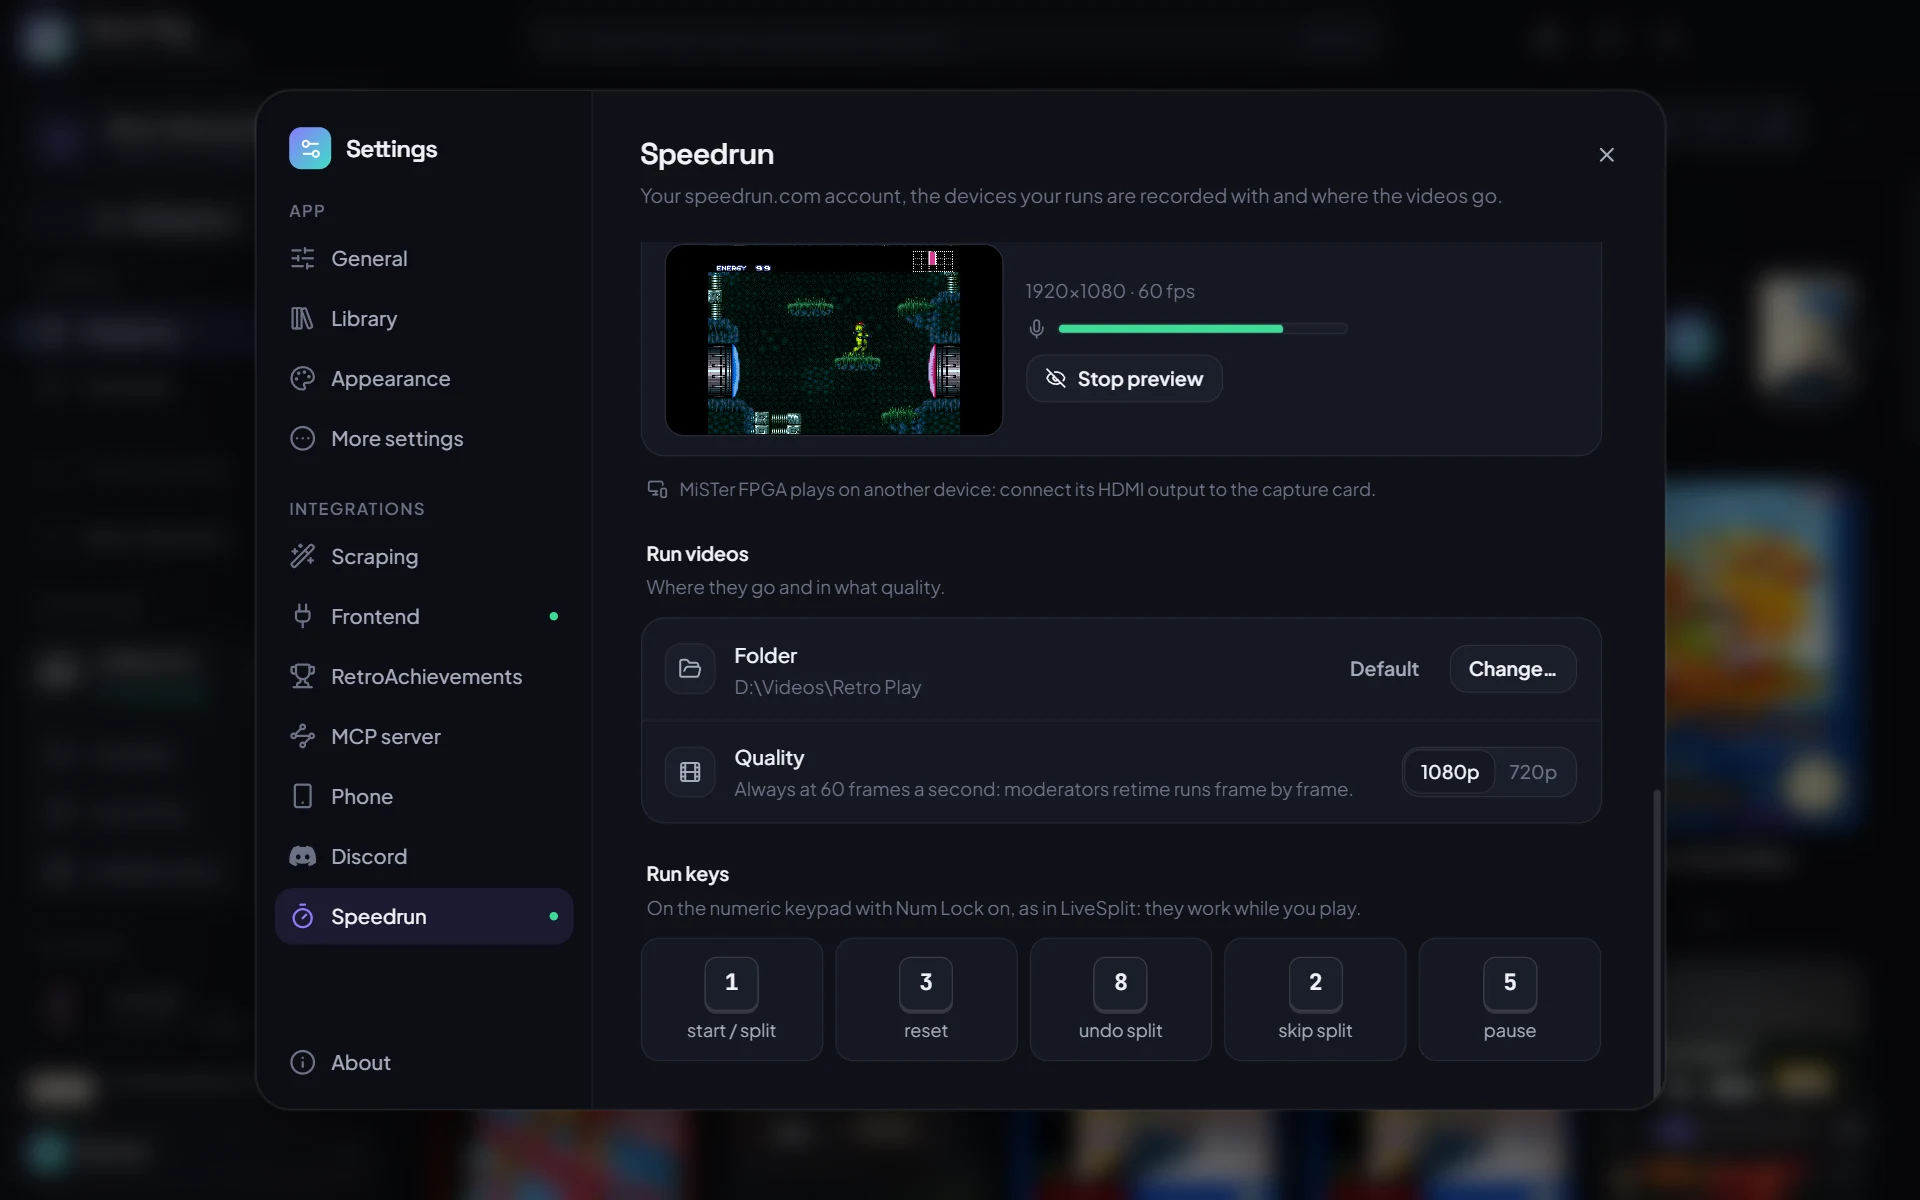 Settings
APP
General
Library
Appearance
More settings
INTEGRATIONS
Scraping
Frontend
RetroAchievements
MCP server
Phone
Discord
Speedrun
About
Speedrun
Your speedrun.com account, the devices your runs are recorded with and where the videos go.
ENERGY 99
1920×1080 · 60 fps
Stop preview
MiSTer FPGA plays on another device: connect its HDMI output to the capture card.
Run videos
Where they go and in what quality.
Folder
D:\Videos\Retro Play
Default
Change...
Quality
Always at 60 frames a second: moderators retime runs frame by frame.
1080p
720p
Run keys
On the numeric keypad with Num Lock on, as in LiveSplit: they work while you play.
1
start / split
3
reset
8
undo split
2
skip split
5
pause